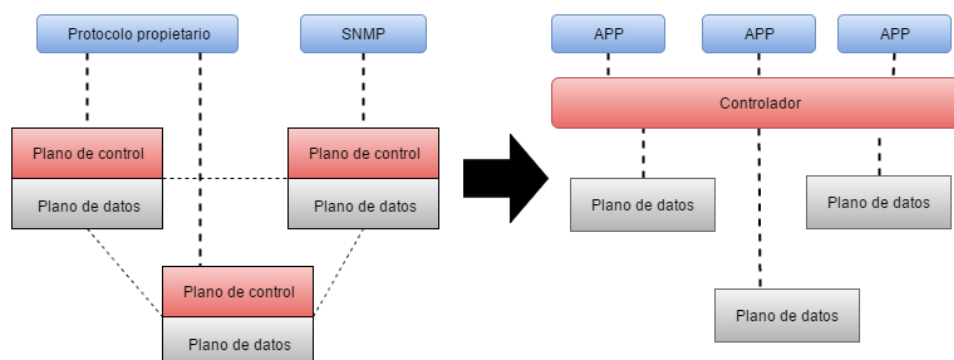 Protocolo propietario
SNMP
APP
APP
APP
Controlador
Plano de control
Plano de datos
Plano de control
Plano de datos
Plano de control
Plano de datos
Plano de datos
Plano de datos
Plano de datos